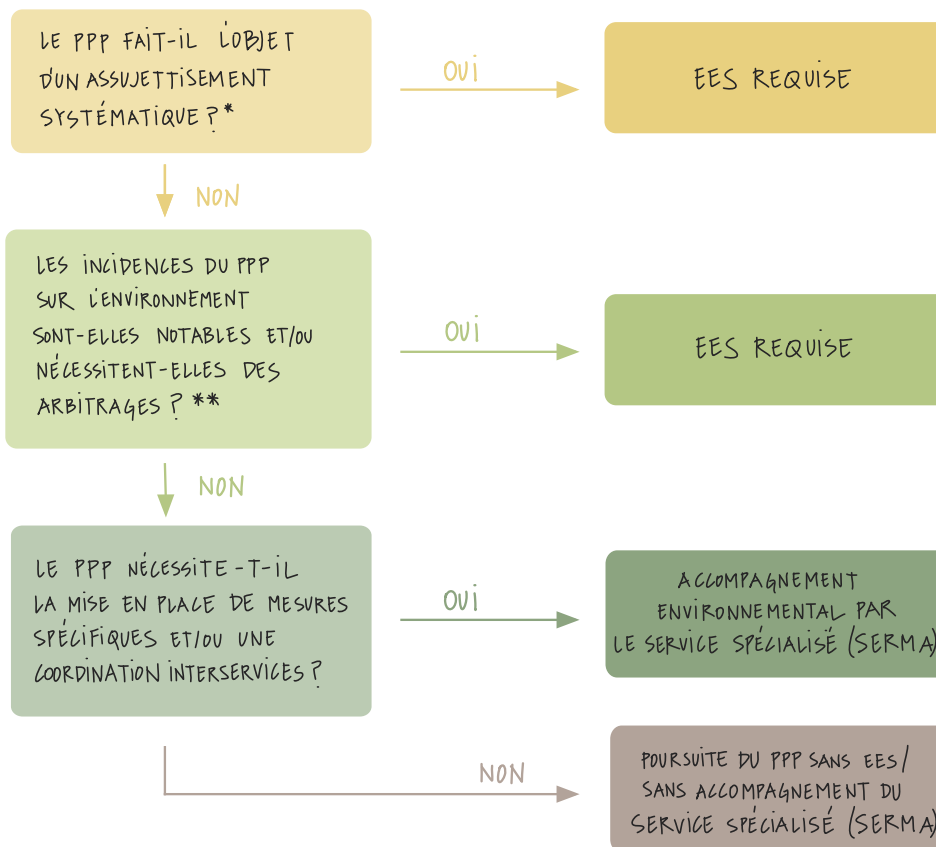 LE PPP FAIT-IL L'OBJET
D'UN ASSUJETTISEMENT
SYSTÉMATIQUE ? *
OUI
EES REQUISE
NON
LES INCIDENCES DU PPP
SUR L'ENVIRONNEMENT
SONT-ELLES NOTABLES ET/OU
NÉCESSITENT-ELLES DES
ARBITRAGES ? **
OUI
EES REQUISE
NON
LE PPP NÉCESSITE-T-IL
LA MISE EN PLACE DE MESURES
SPÉCIFIQUES ET/OU UNE
COORDINATION INTERSERVICES ?
OUI
ACCOMPAGNEMENT
ENVIRONNEMENTAL PAR
LE SERVICE SPÉCIALISÉ (SERMA)
NON
POURSUITE DU PPP SANS EES/
SANS ACCOMPAGNEMENT DU
SERVICE SPÉCIALISÉ (SERMA)